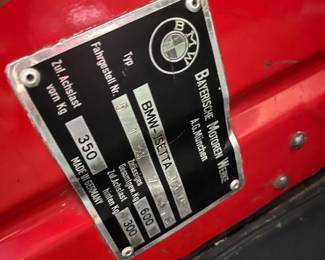 BMW
BAYERISCHE MOTOREN WERKE
A.G. München
Typ
BMW-ISETTA
Fahrgestell Nr.
Zulässiges
Gesamtgew. Kg
600
Zul. Achslast
vorn Kg
350
Zul. Achslast
hinten Kg
300
MADE IN GERMANY